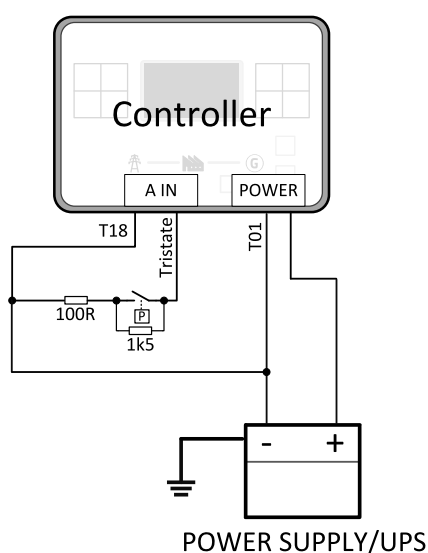 Controller
G
A IN
POWER
T18
Tristate
T01
100R
P
1k5
- +
POWER SUPPLY/UPS